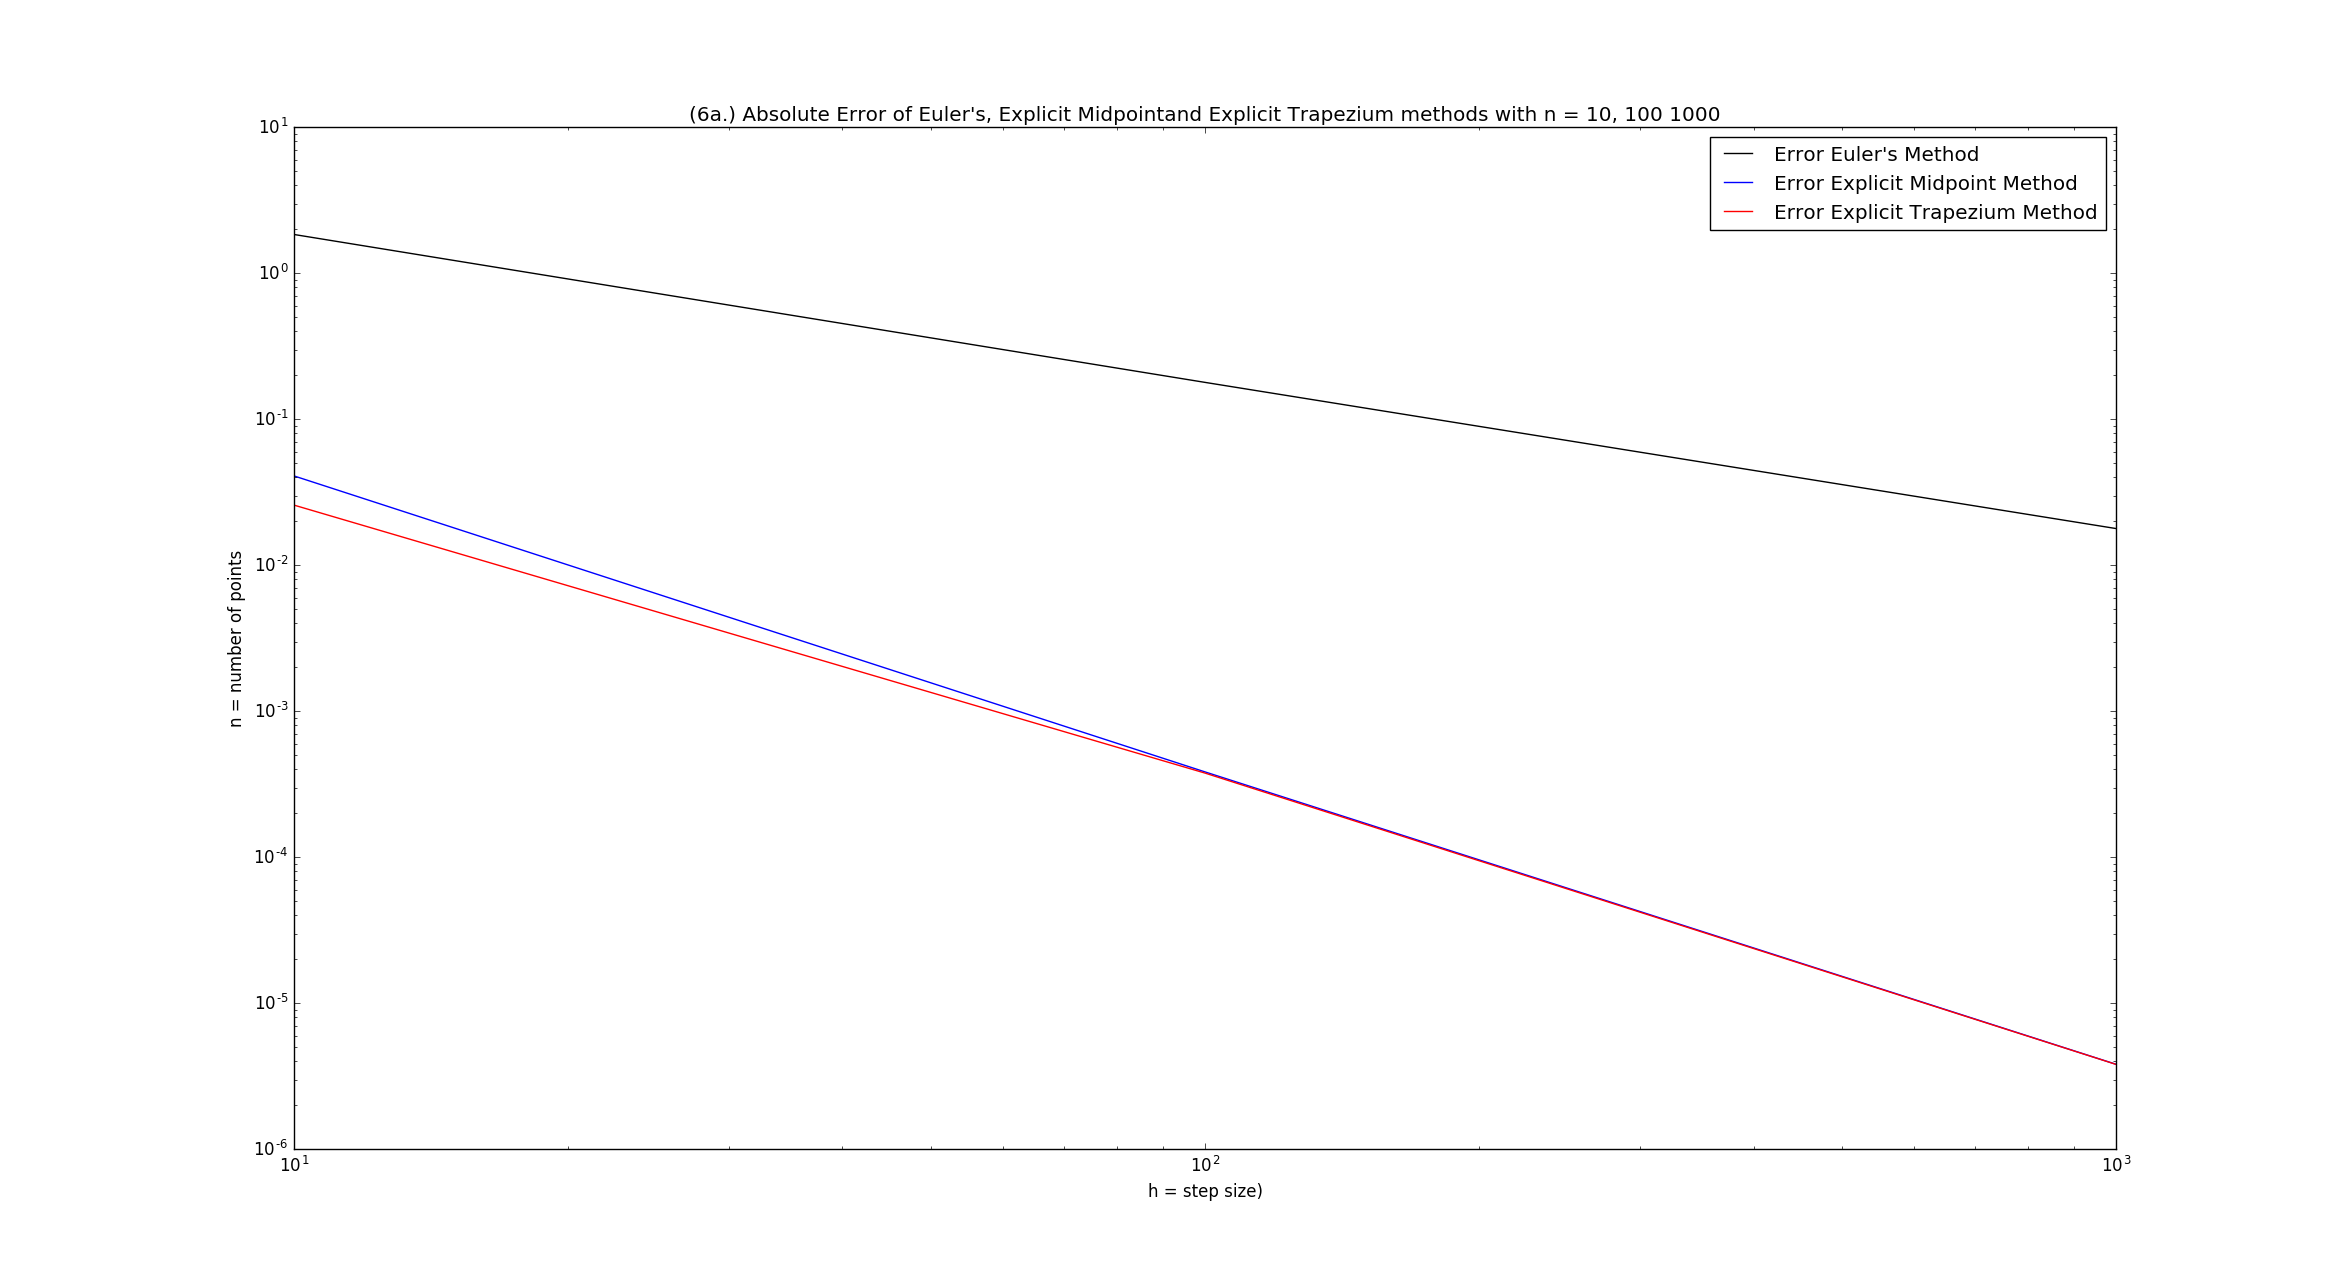 (6a.) Absolute Error of Euler's, Explicit Midpointand Explicit Trapezium methods with n = 10, 100 1000
Error Euler's Method
Error Explicit Midpoint Method
Error Explicit Trapezium Method
10^1
10^0
10^-1
10^-2
10^-3
10^-4
10^-5
10^-6
n = number of points
10^1 10^2 10^3
h = step size)